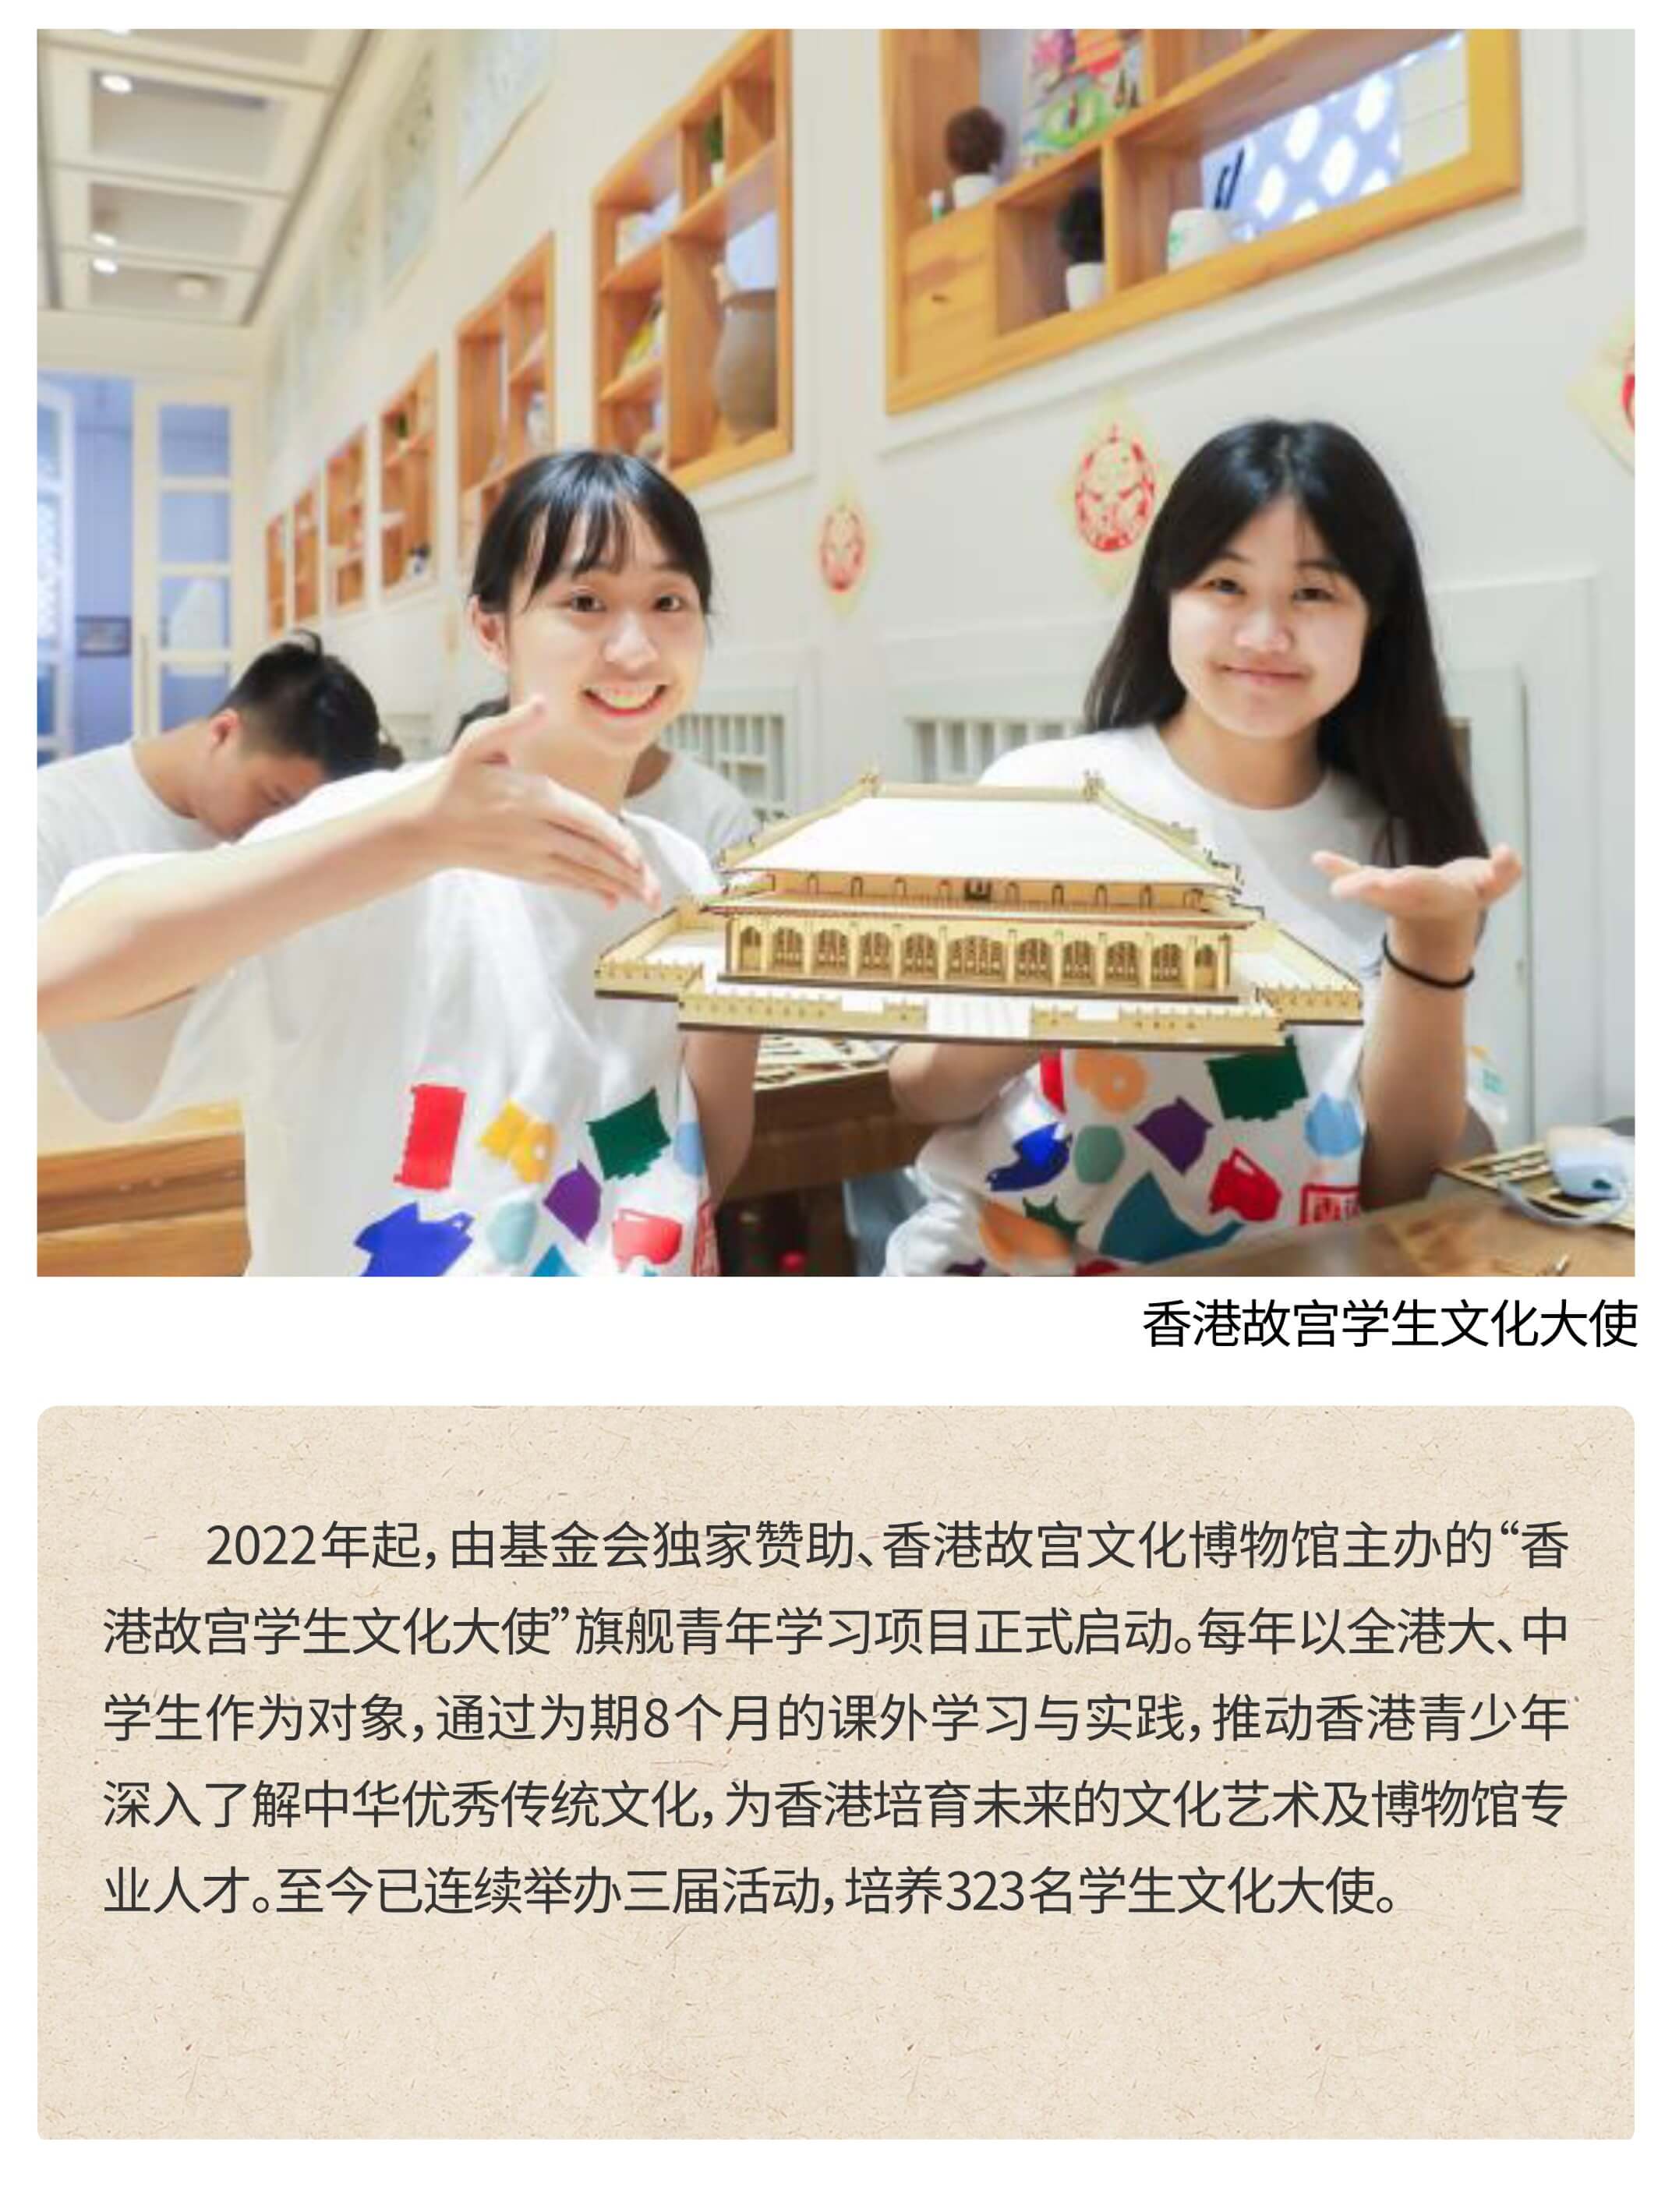 香港故宫学生文化大使
2022年起，由基金会独家赞助、香港故宫文化博物馆主办的“香
港故宫学生文化大使”旗舰青年学习项目正式启动。每年以全港大、中
学生作为对象，通过为期8个月的课外学习与实践，推动香港青少年
深入了解中华优秀传统文化，为香港培育未来的文化艺术及博物馆专
业人才。至今已连续举办三届活动，培养323名学生文化大使。